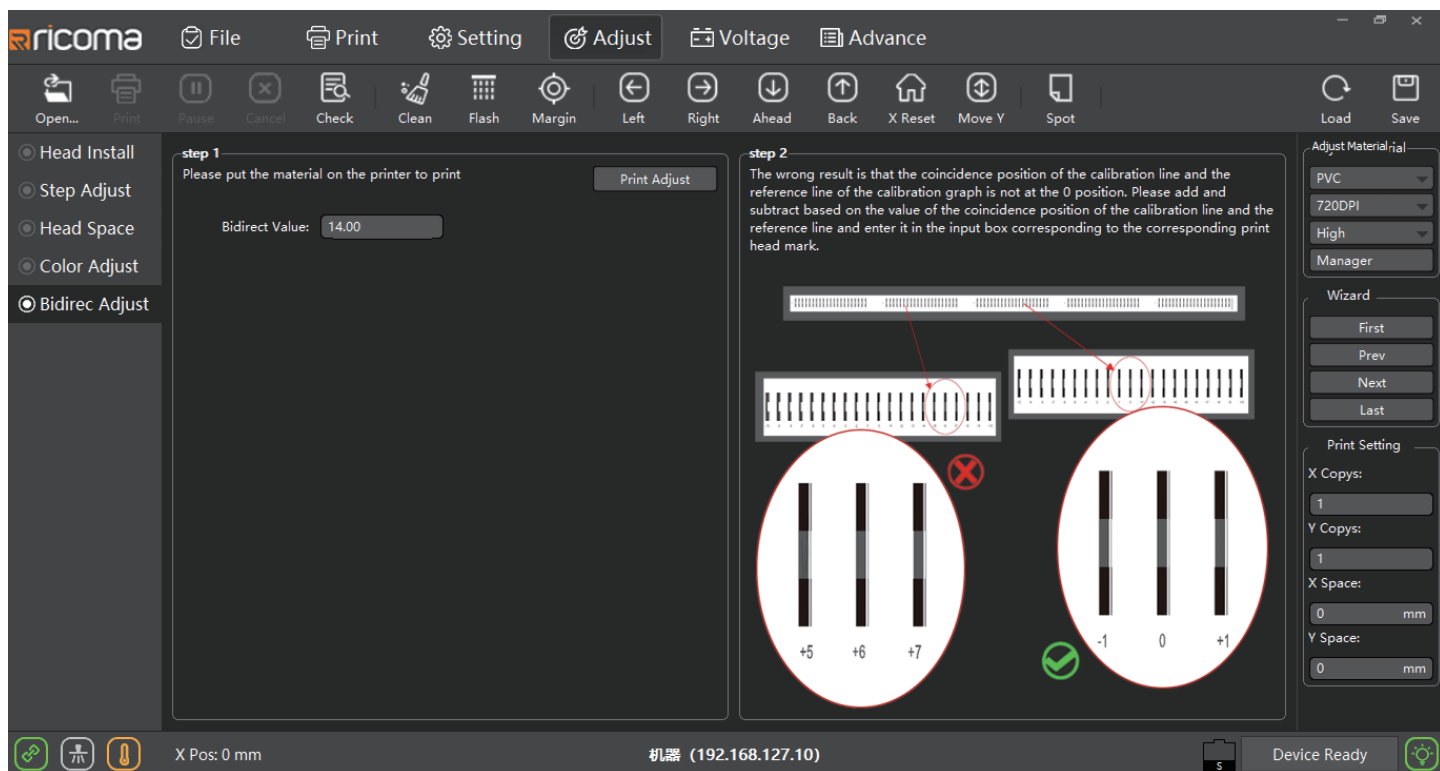 ricoma
File
Print
Setting
Adjust
Voltage
Advance
Open...
Print
Pause
Cancel
Check
Clean
Flash
Margin
Left
Right
Ahead
Back
X Reset
Move Y
Spot
Load
Save
Head Install
Step Adjust
Head Space
Color Adjust
Bidirec Adjust
step 1
Please put the material on the printer to print
Print Adjust
Bidirect Value:
14.00
step 2
The wrong result is that the coincidence position of the calibration line and the
reference line of the calibration graph is not at the 0 position. Please add and
subtract based on the value of the coincidence position of the calibration line and the
reference line and enter it in the input box corresponding to the corresponding print
head mark.
+5 +6 +7
-1 0 +1
Adjust Material
PVC
720DPI
High
Manager
Wizard
First
Prev
Next
Last
Print Setting
X Copys:
1
Y Copys:
1
X Space:
0 mm
Y Space:
0 mm
X Pos: 0 mm
机器 (192.168.127.10)
S
Device Ready